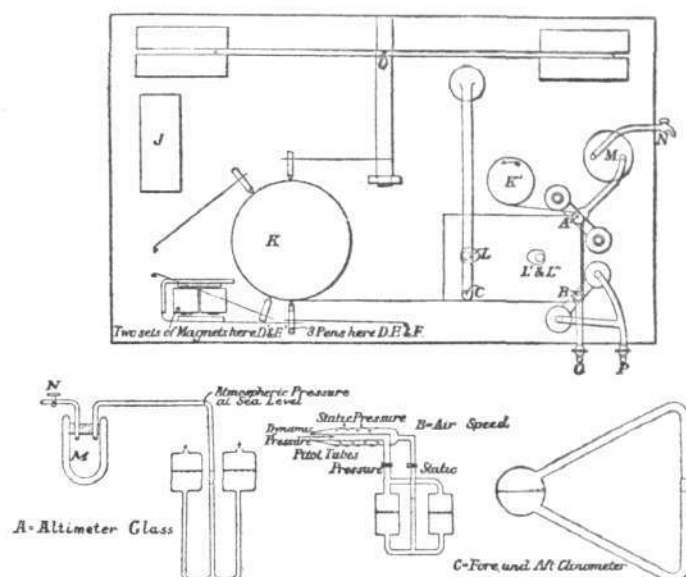 J
K
K'
M
N
A
L
L' & L"
C
B
Two sets of Magnets here D.&E.
3 Pens here D.E.&F.
P
N
Atmospheric Pressure
at Sea Level
M
A=Altimeter Glass
Static Pressure
Dynamic
Pressure
Pitot Tubes
B=Air Speed
Pressure
Static
C=Fore and Aft Clinometer